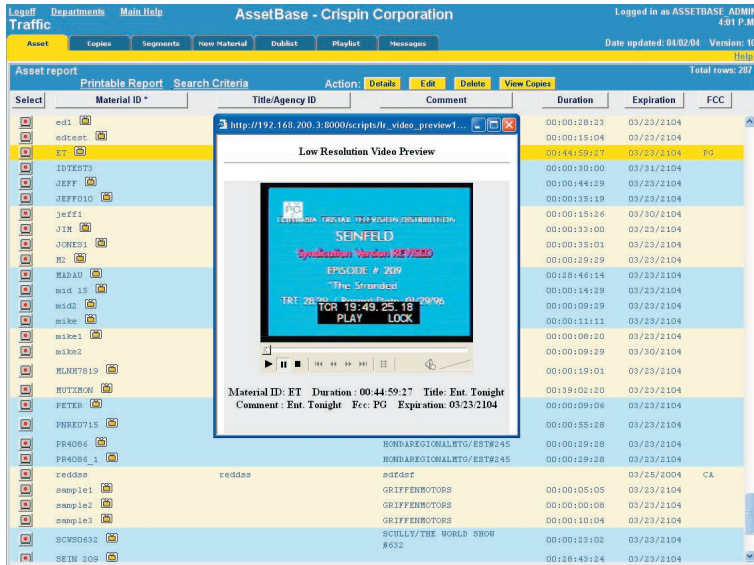 Logoff Departments Main Help AssetBase - Crispin Corporation Logged in as ASSETBASE_ADMIN
Traffic 4:01 P.M
Asset Copies Segments New Material Dublist Playlist Messages Date updated: 04/02/04 Version: 10
Help
Asset report Total rows: 287
Printable Report Search Criteria Action: Details Edit Delete View Copies
Select Material ID * Title/Agency ID Comment Duration Expiration FCC
ed1 00:00:28:23 03/23/2104
edtest 00:00:15:04 03/23/2104
ET 00:44:59:27 03/23/2104 PG
IDTEST3 00:00:30:00 03/31/2104
JEFF 00:00:44:29 03/23/2104
JEFF010 00:00:35:19 03/23/2104
jeff1 00:00:15:26 03/30/2104
JIM 00:00:33:00 03/23/2104
JONES1 00:00:35:01 03/23/2104
M2 00:00:29:29 03/23/2104
MADAU 00:28:46:14 03/23/2104
mid 15 00:00:14:29 03/23/2104
mid2 00:00:09:29 03/23/2104
mike 00:00:11:11 03/23/2104
mike1 00:00:08:20 03/23/2104
mike2 00:00:09:29 03/30/2104
MLNH7819 00:00:19:01 03/23/2104
MUTXMON 00:39:02:20 03/23/2104
PETER 00:00:09:06 03/23/2104
PNRE0715 00:00:55:28 03/23/2104
PR4086 HONDAREGIONALMTG/EST#245 00:00:29:28 03/23/2104
PR4086_1 HONDAREGIONALMTG/EST#245 00:00:29:28 03/23/2104
reddss reddss sdfdsf 03/25/2004 CA
sample1 GRIFFENMOTORS 00:00:05:05 03/23/2104
sample2 GRIFFENMOTORS 00:00:00:08 03/23/2104
sample3 GRIFFENMOTORS 00:00:10:04 03/23/2104
SCWS0632 SCULLY/THE WORLD SHOW #632 00:00:23:02 03/23/2104
SEIN 209 00:28:43:24 03/23/2104
http://192.168.200.3:8000/scripts/lr_video_preview1...
Low Resolution Video Preview
PG
COLUMBIA TRISTAR TELEVISION DISTRIBUTION
SEINFELD
Syndication Version REVISED
EPISODE # 209
"The Stranded
TRT 28:39 / Record Date 01/29/96
TCR 19:49.25.18
PLAY LOCK
Material ID: ET Duration : 00:44:59:27 Title: Ent. Tonight
Comment : Ent. Tonight Fcc: PG Expiration: 03/23/2104